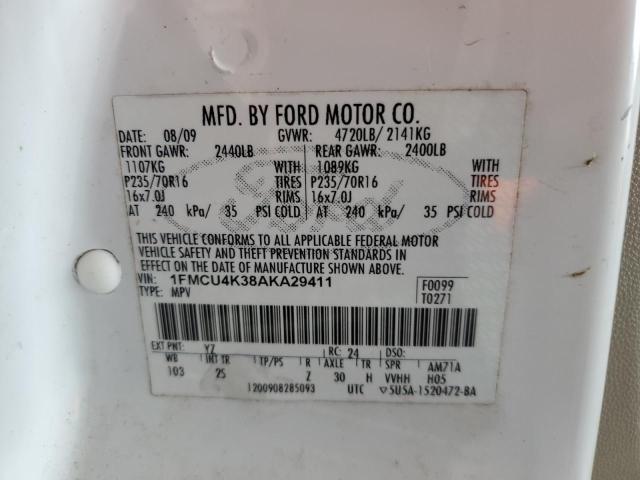 MFD. BY FORD MOTOR CO.
DATE: 08/09 GVWR: 4720LB/ 2141KG
FRONT GAWR: 2440LB REAR GAWR: 2400LB
1107KG WITH 1089KG WITH
P235/70R16 TIRES P235/70R16 TIRES
16x7.0J RIMS 16x7.0J RIMS
AT 240 kPa/ 35 PSI COLD AT 240 kPa/ 35 PSI COLD
THIS VEHICLE CONFORMS TO ALL APPLICABLE FEDERAL MOTOR
VEHICLE SAFETY AND THEFT PREVENTION STANDARDS IN
EFFECT ON THE DATE OF MANUFACTURE SHOWN ABOVE.
VIN: 1FMCU4K38AKA29411 F0099
TYPE: MPV T0271
EXT PNT: YZ RC: 24 DSO:
WB INT TR TP/PS R AXLE TR SPR AM71A
103 25 Z 30 H VVHH H05
1200908285093 UTC ▽5U5A-1520472-BA
Ford